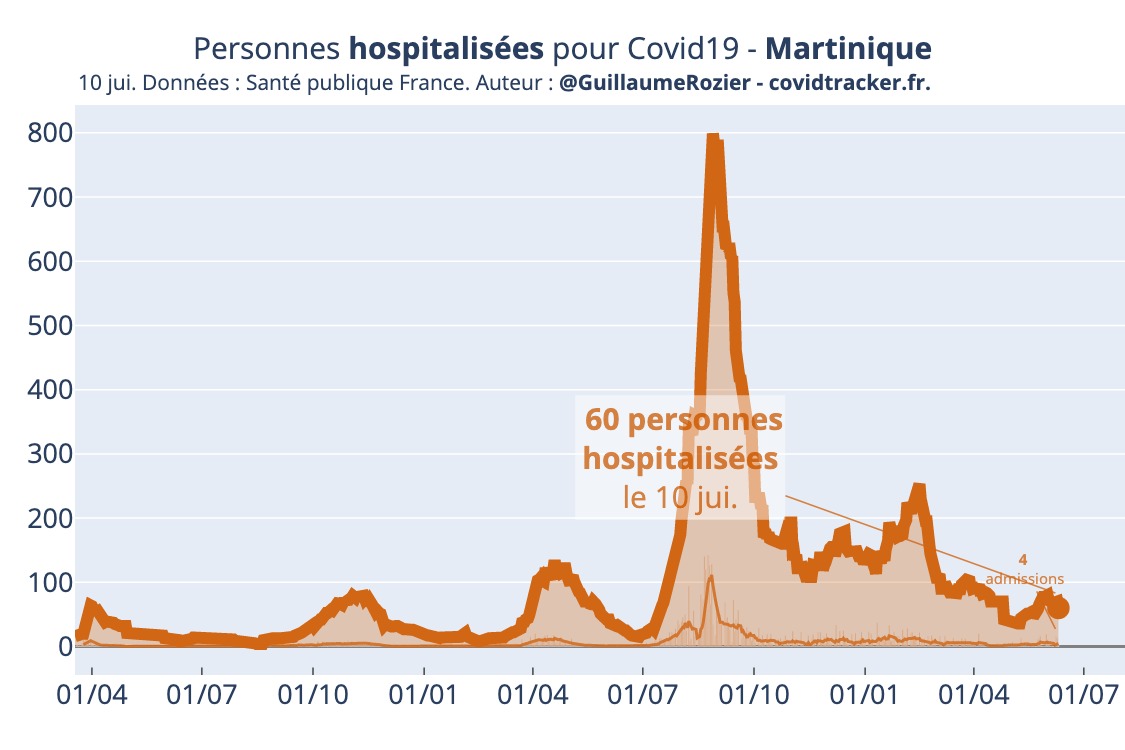 Personnes hospitalisées pour Covid19 - Martinique
10 jui. Données : Santé publique France. Auteur : @GuillaumeRozier - covidtracker.fr.
800
700
600
500
400
300
200
100
0
60 personnes
hospitalisées
le 10 jui.
4
admissions
01/04 01/07 01/10 01/01 01/04 01/07 01/10 01/01 01/04 01/07